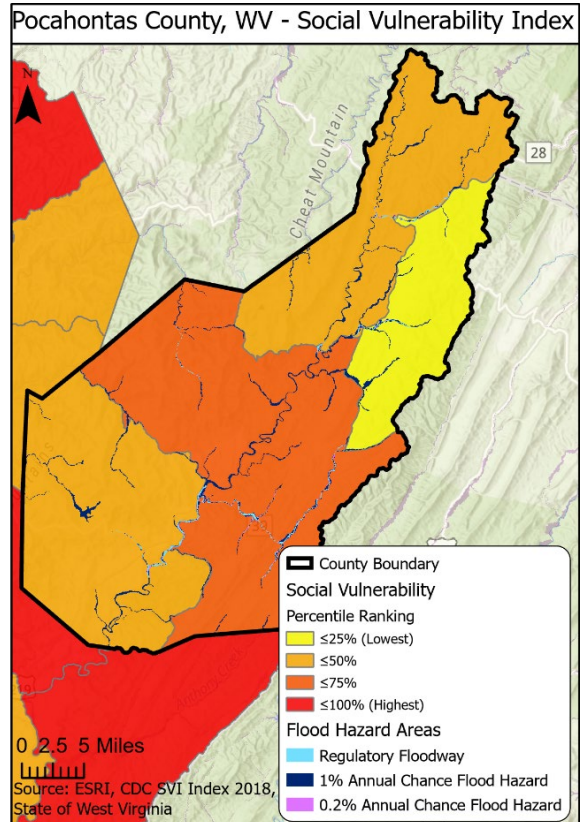 Pocahontas County, WV - Social Vulnerability Index
N
Cheat Mountain
28
County Boundary
Social Vulnerability
Percentile Ranking
≤25% (Lowest)
≤50%
≤75%
≤100% (Highest)
Flood Hazard Areas
Regulatory Floodway
1% Annual Chance Flood Hazard
0.2% Annual Chance Flood Hazard
Anthony Creek
0 2.5 5 Miles
Source: ESRI, CDC SVI Index 2018,
State of West Virginia